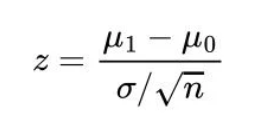 z = (μ₁ − μ₀) / (σ/√n)